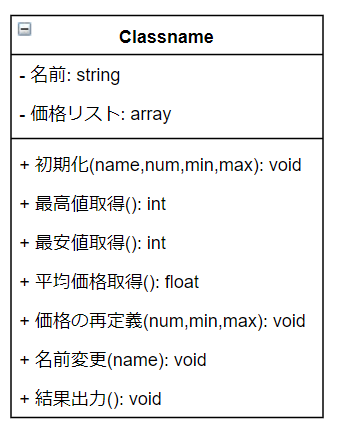 Classname
- 名前: string
- 価格リスト: array
+ 初期化(name,num,min,max): void
+ 最高値取得(): int
+ 最安値取得(): int
+ 平均価格取得(): float
+ 価格の再定義(num,min,max): void
+ 名前変更(name): void
+ 結果出力(): void